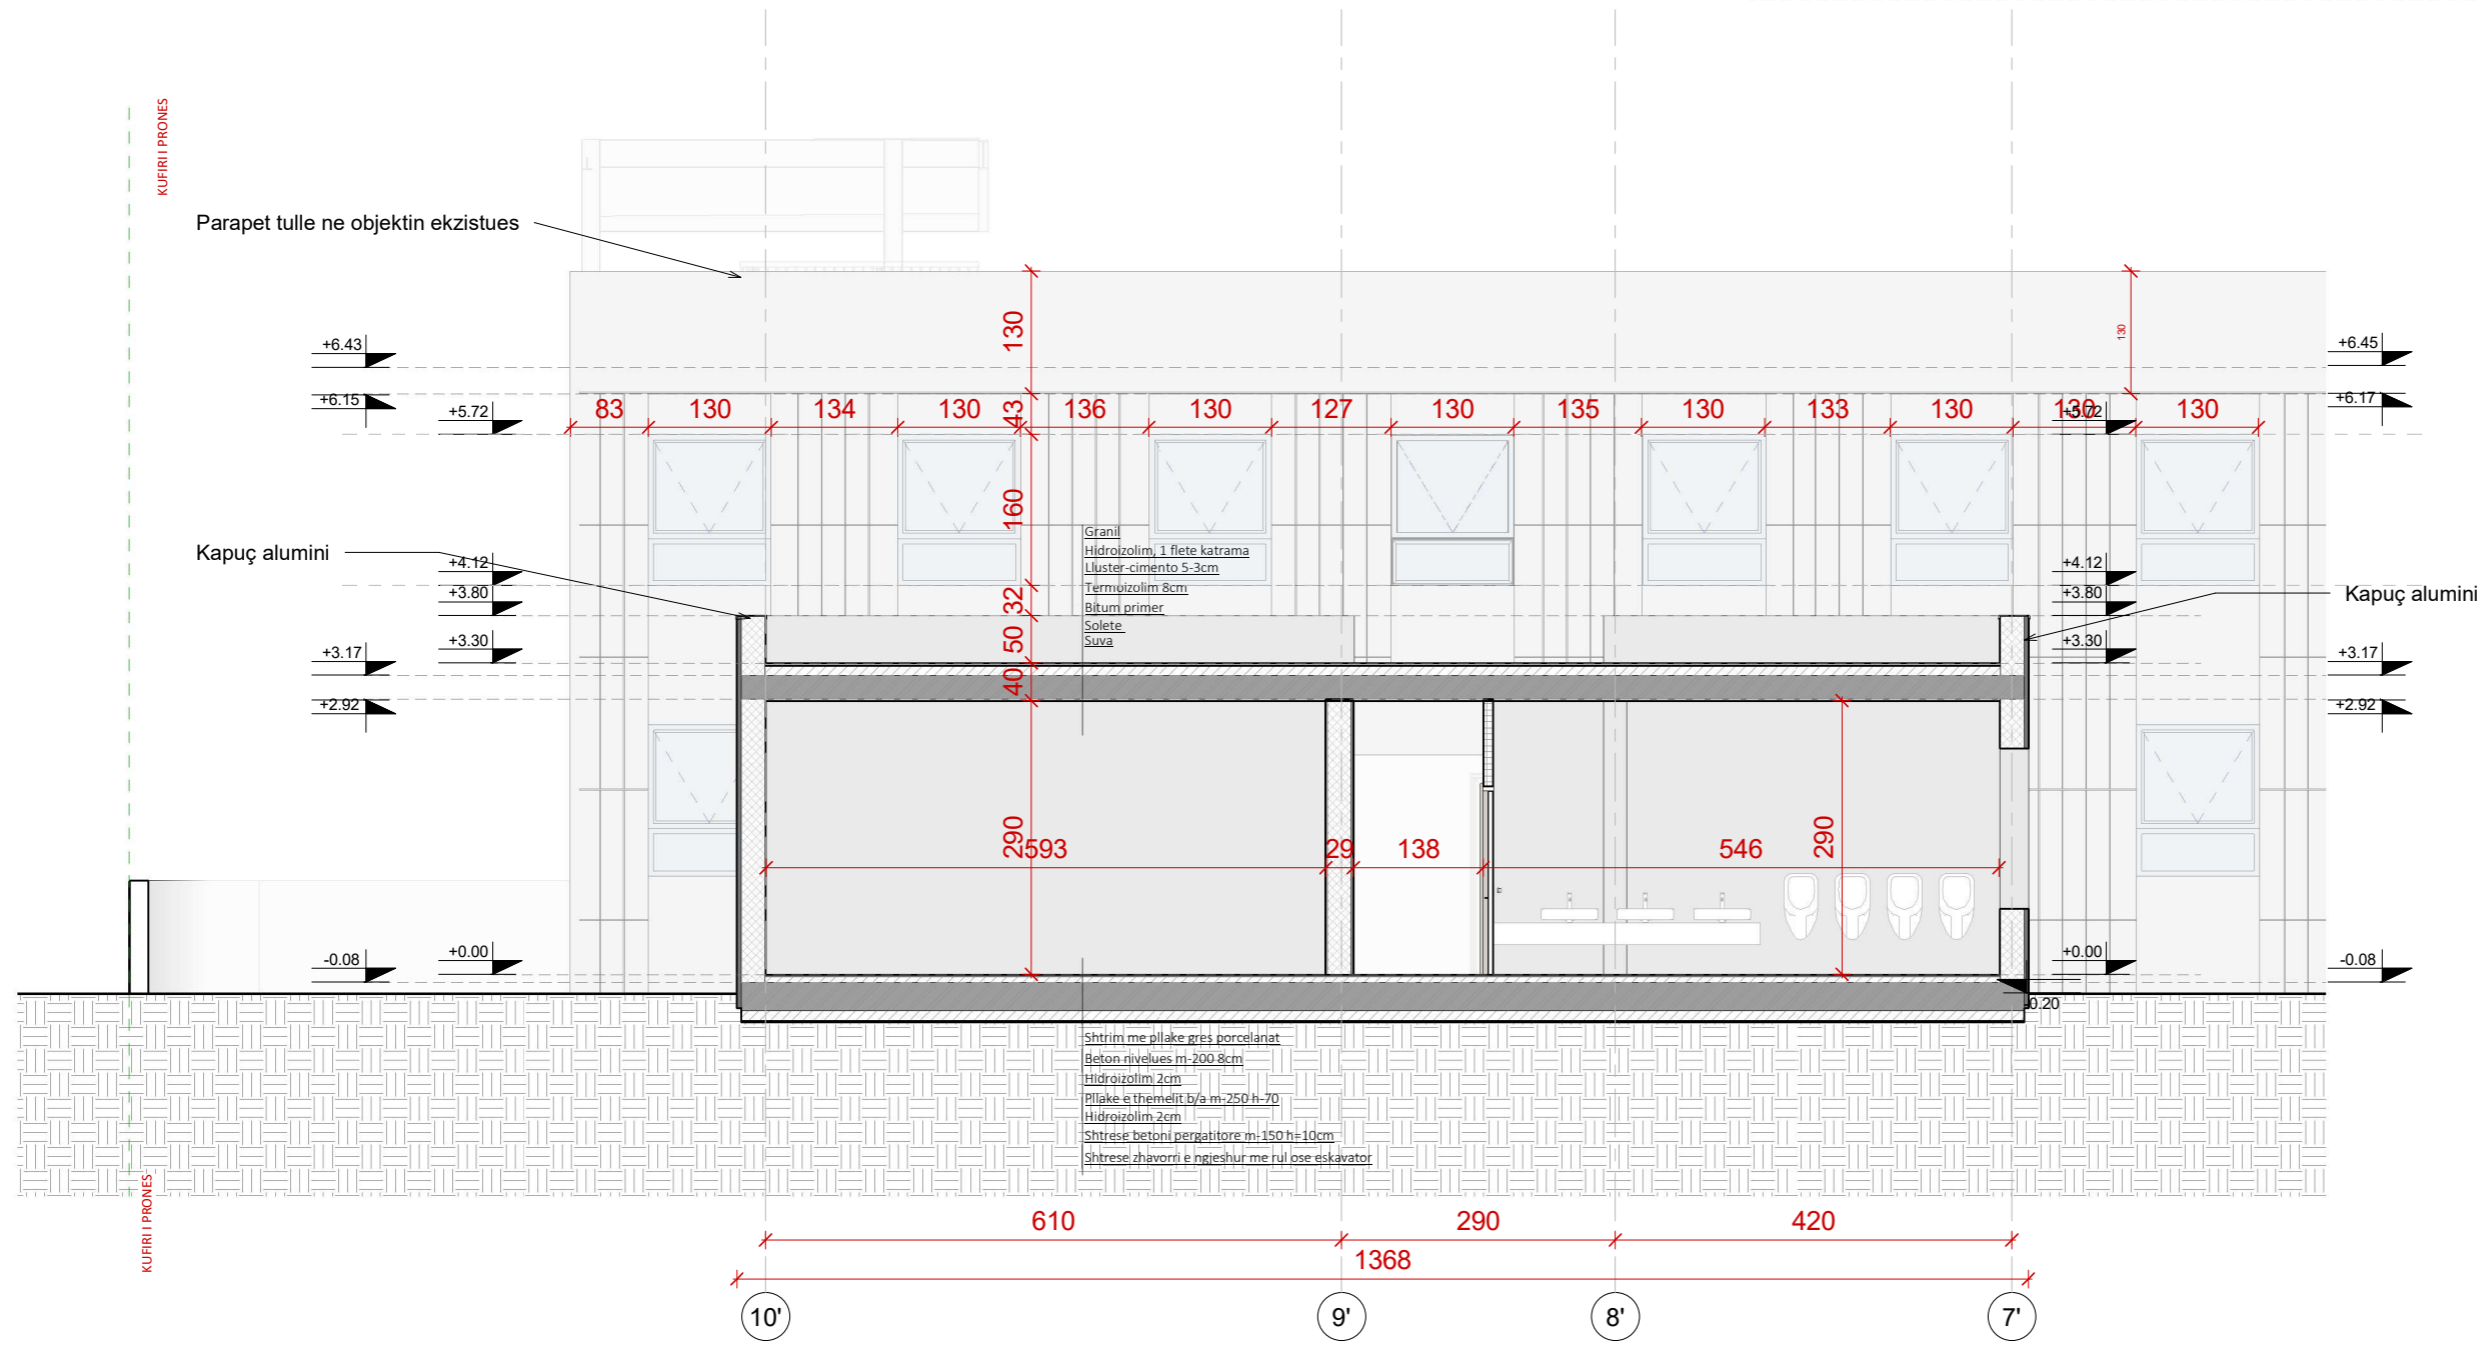 KUFIRI I PRONES
Parapet tulle ne objektin ekzistues
130
130
+6.43
+6.45
+6.15
+6.17
+5.72
+5.72
83
130
134
130
43
136
130
127
130
135
130
133
130
130
130
160
Granil
Hidroizolim, 1 flete katrama
Lluster-cimento 5-3cm
Termoizolim 8cm
Bitum primer
Solete
Suva
Kapuç alumini
Kapuç alumini
+4.12
+4.12
+3.80
+3.80
32
50
+3.30
+3.30
+3.17
+3.17
40
+2.92
+2.92
290
290
593
29
138
546
+0.00
+0.00
-0.08
-0.08
-0.20
Shtrim me pllake gres porcelanat
Beton nivelues m-200 8cm
Hidroizolim 2cm
Pllake e themelit b/a m-250 h-70
Hidroizolim 2cm
Shtrese betoni pergatitore m-150 h=10cm
Shtrese zhavorri e ngjeshur me rul ose eskavator
KUFIRI I PRONES
610
290
420
1368
10'
9'
8'
7'